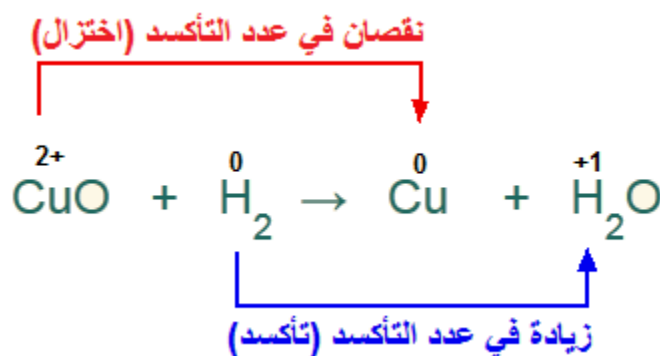 نقصان في عدد التأكسد (اختزال)
2+ 0 0 +1
CuO + H₂ → Cu + H₂O
زيادة في عدد التأكسد (تأكسد)